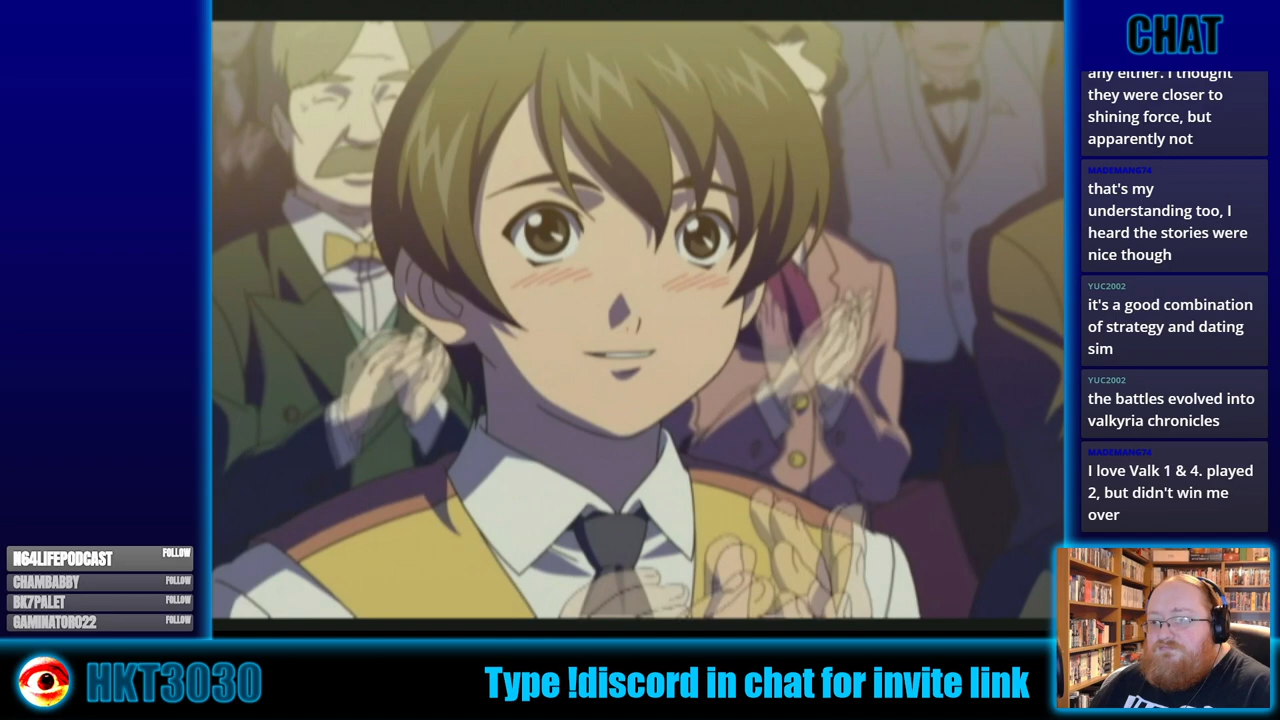 CHAT
any either. I thought
they were closer to
shining force, but
apparently not
MADEMANG74
that's my
understanding too, I
heard the stories were
nice though
YUC2002
it's a good combination
of strategy and dating
sim
YUC2002
the battles evolved into
valkyria chronicles
MADEMANG74
I love Valk 1 & 4. played
2, but didn't win me
over
N64LIFEPODCAST FOLLOW
CHAMBABBY FOLLOW
BK7PALET FOLLOW
GAMINATOR022 FOLLOW
HKT3030
Type !discord in chat for invite link